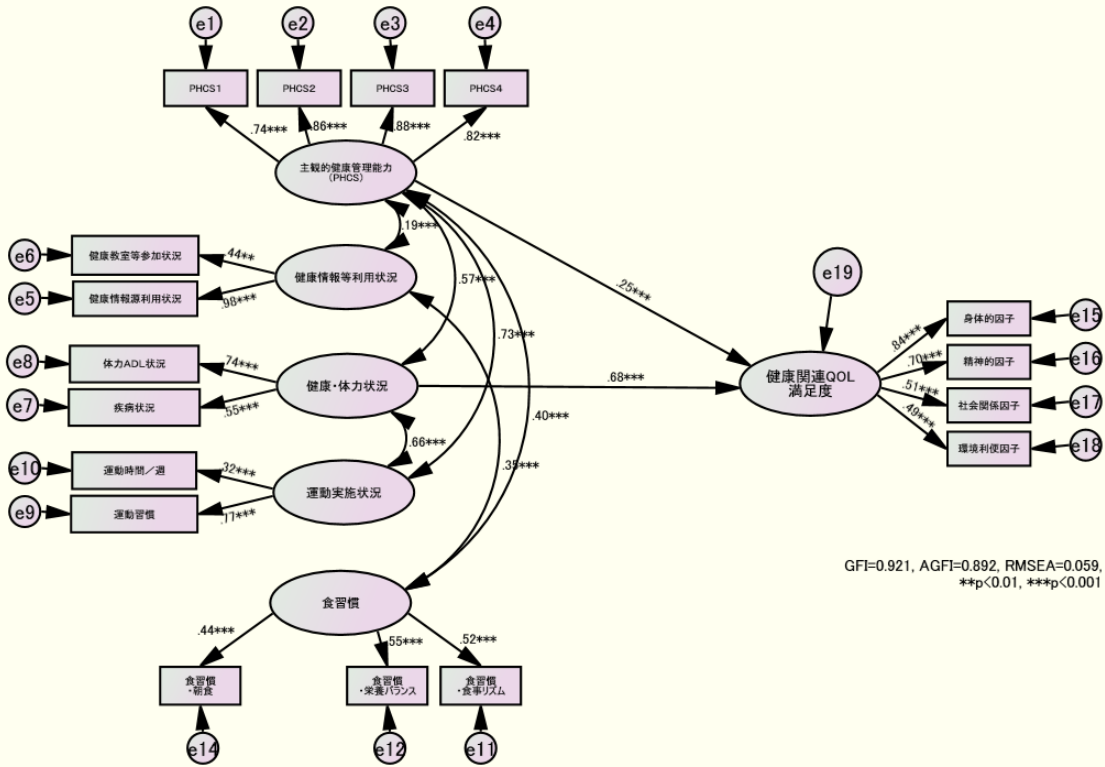 e1
e2
e3
e4
PHCS1
PHCS2
PHCS3
PHCS4
.74***
.86***
.88***
.82***
主観的健康管理能力
(PHCS)
.19***
e6
健康教室等参加状況
.44**
e5
健康情報源利用状況
.98***
健康情報等利用状況
.57***
.25***
e19
.73***
e8
体力ADL状況
.74***
e7
疾病状況
.55***
健康・体力状況
.68***
.40***
健康関連QOL
満足度
.84***
身体的因子
e15
.70***
精神的因子
e16
.51***
社会関係因子
e17
.49***
環境利便因子
e18
.66***
.35***
e10
運動時間／週
.32***
e9
運動習慣
.77***
運動実施状況
GFI=0.921, AGFI=0.892, RMSEA=0.059,
**p<0.01, ***p<0.001
食習慣
.44***
.55***
.52***
食習慣
・朝食
食習慣
・栄養バランス
食習慣
・食事リズム
e14
e12
e11